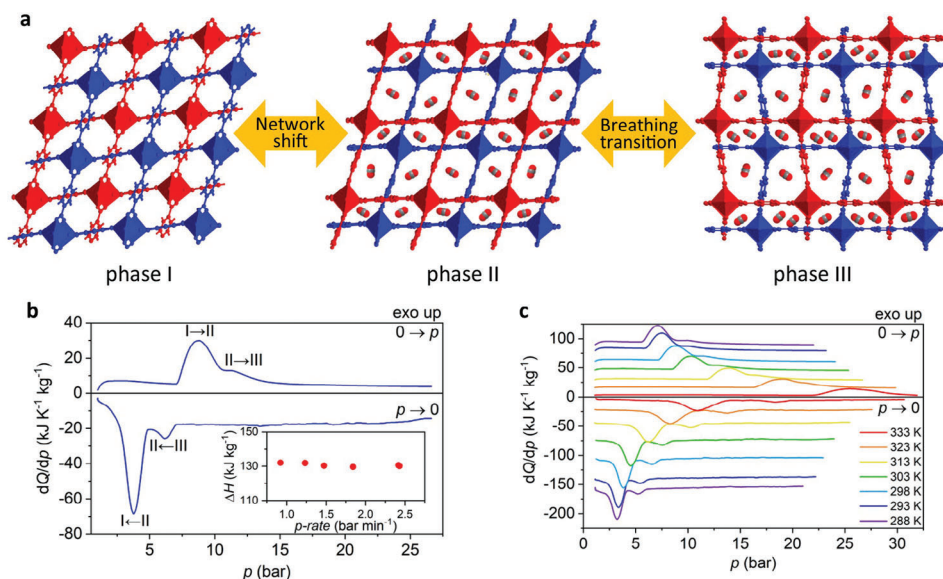 a
Network
shift
Breathing
transition
phase I
phase II
phase III
b
exo up
0 → p
I→II
II→III
p → 0
II←III
I←II
dQ/dp (kJ K⁻¹ kg⁻¹)
40
20
0
-20
-40
-60
-80
5
10
15
20
25
p (bar)
150
130
110
ΔH (kJ kg⁻¹)
1.0
1.5
2.0
2.5
p-rate (bar min⁻¹)
c
exo up
0 → p
p → 0
dQ/dp (kJ K⁻¹ kg⁻¹)
100
50
0
-50
-100
-150
-200
0
5
10
15
20
25
30
p (bar)
333 K
323 K
313 K
303 K
298 K
293 K
288 K